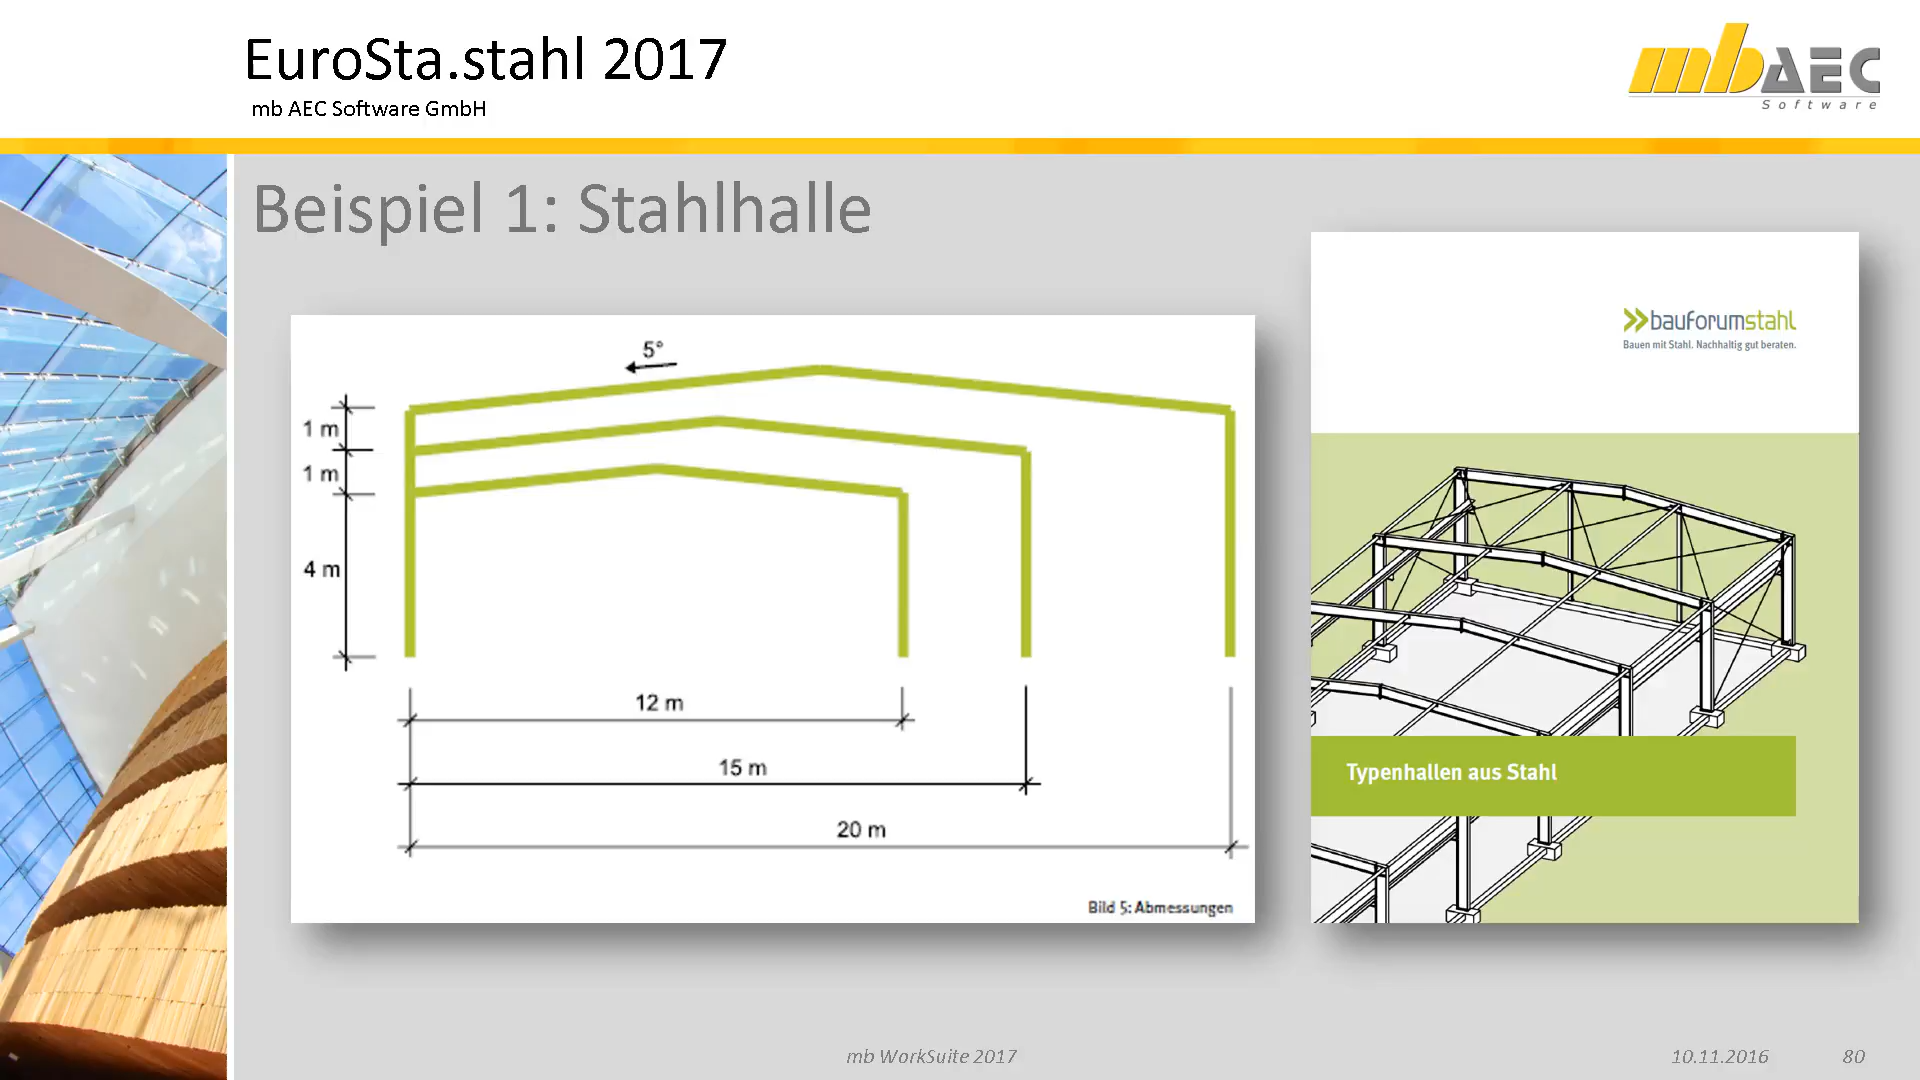 EuroSta.stahl 2017
mb AEC Software GmbH
mb AEC
Software
Beispiel 1: Stahlhalle
5°
1 m
1 m
4 m
12 m
15 m
20 m
Bild 5: Abmessungen
bauforumstahl
Bauen mit Stahl. Nachhaltig gut beraten.
Typenhallen aus Stahl
mb WorkSuite 2017
10.11.2016
80